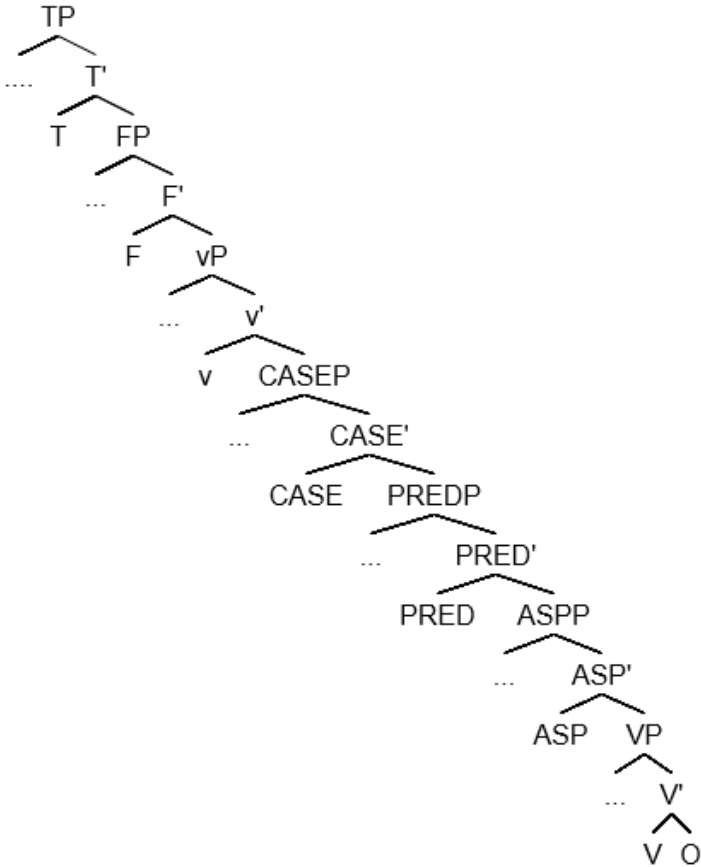 TP
.... T'
T FP
... F'
F vP
... v'
v CASEP
... CASE'
CASE PREDP
... PRED'
PRED ASPP
... ASP'
ASP VP
... V'
V O